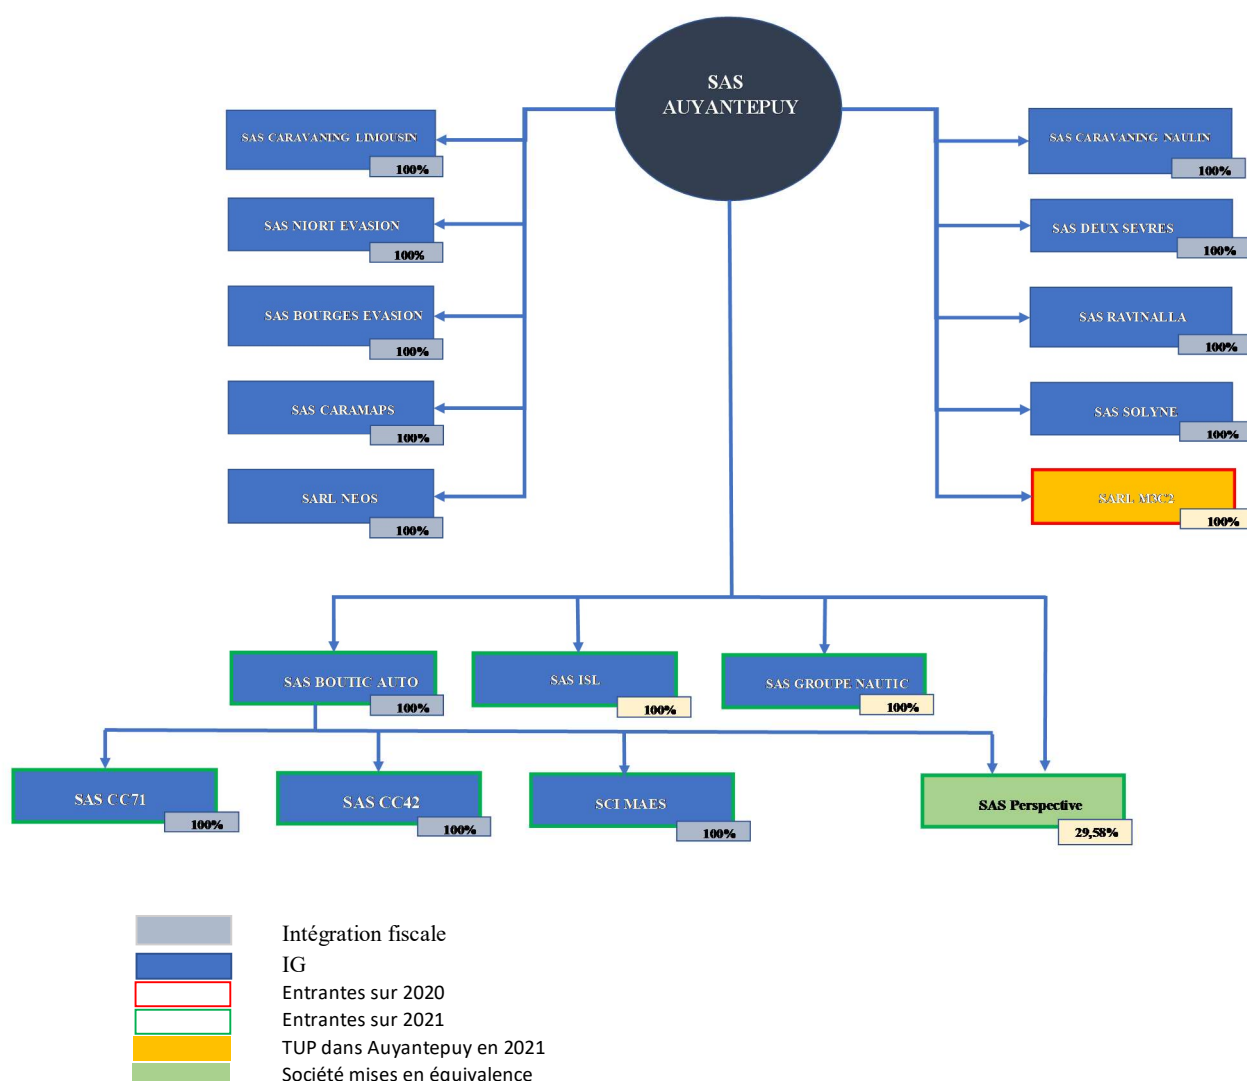 SAS
AUYANTEPUY
SAS CARAVANING LIMOUSIN
100%
SAS NIORT EVASION
100%
SAS BOURGES EVASION
100%
SAS CARAMAPS
100%
SARL NEOS
100%
SAS CARAVANING NAULIN
100%
SAS DEUX SEVRES
100%
SAS RAVINALLA
100%
SAS SOLYNE
100%
SARL M3C2
100%
SAS BOUTIC AUTO
100%
SAS ISL
100%
SAS GROUPE NAUTIC
100%
SAS CC71
100%
SAS CC42
100%
SCI MAES
100%
SAS Perspective
29,58%
Intégration fiscale
IG
Entrantes sur 2020
Entrantes sur 2021
TUP dans Auyantepuy en 2021
Société mises en équivalence